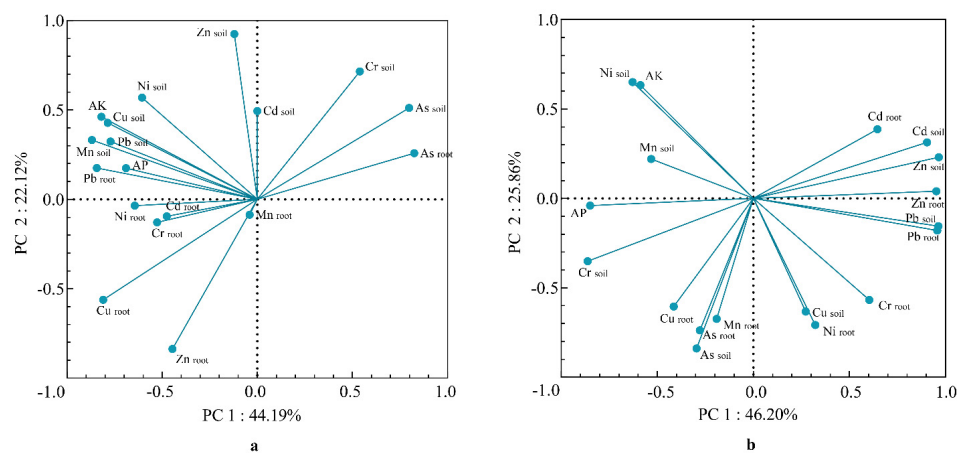 1.0
0.5
0.0
-0.5
-1.0
-1.0
-0.5
0.0
0.5
1.0
PC 2 : 22.12%
PC 1 : 44.19%
Zn soil
Cr soil
Ni soil
As soil
AK
Cd soil
Cu soil
Pb soil
Mn soil
As root
AP
Pb root
Cd root
Ni root
Mn root
Cr root
Cu root
Zn root
a
1.0
0.5
0.0
-0.5
-1.0
-1.0
-0.5
0.0
0.5
1.0
PC 2 : 25.86%
PC 1 : 46.20%
Ni soil
AK
Cd root
Cd soil
Mn soil
Zn soil
Zn root
AP
Pb soil
Pb root
Cr soil
Cr root
Cu soil
Cu root
Mn root
Ni root
As root
As soil
b